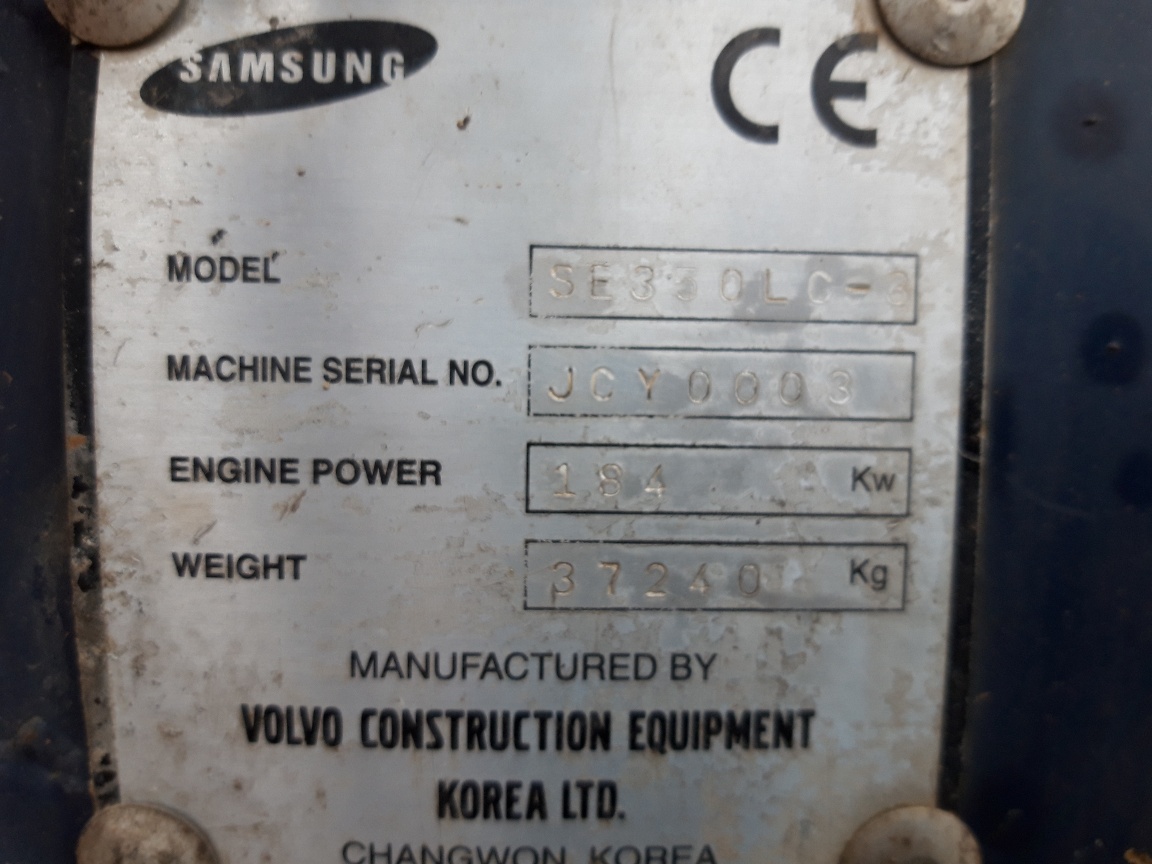 SAMSUNG CE
MODEL SE350LC-3
MACHINE SERIAL NO. JCY0003
ENGINE POWER 184 Kw
WEIGHT 37240 Kg
MANUFACTURED BY
VOLVO CONSTRUCTION EQUIPMENT
KOREA LTD.
CHANGWON, KOREA